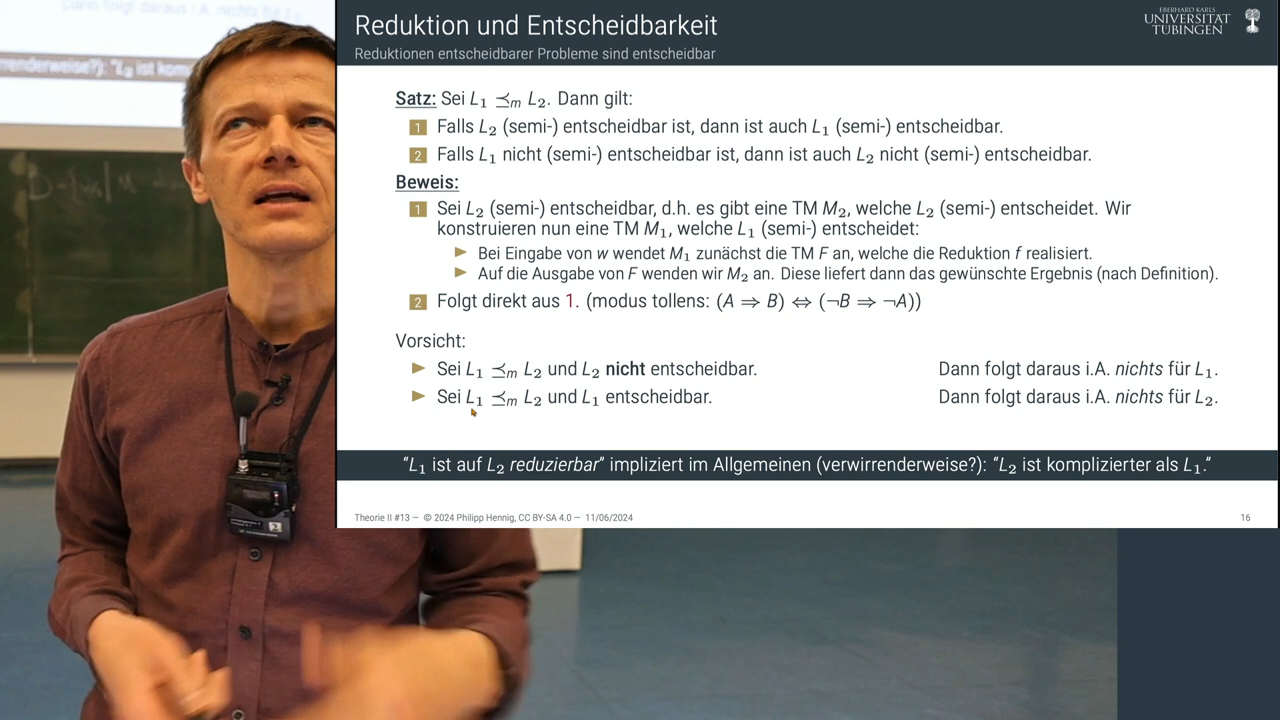 Dann folgt daraus i.A. nichts für L
Reduktion und Entscheidbarkeit
Reduktionen entscheidbarer Probleme sind entscheidbar
EBERHARD KARLS
UNIVERSITÄT
TÜBINGEN
Satz: Sei L₁ ⪯ₘ L₂. Dann gilt:
1 Falls L₂ (semi-) entscheidbar ist, dann ist auch L₁ (semi-) entscheidbar.
2 Falls L₁ nicht (semi-) entscheidbar ist, dann ist auch L₂ nicht (semi-) entscheidbar.
Beweis:
1 Sei L₂ (semi-) entscheidbar, d.h. es gibt eine TM M₂, welche L₂ (semi-) entscheidet. Wir
konstruieren nun eine TM M₁, welche L₁ (semi-) entscheidet:
Bei Eingabe von w wendet M₁ zunächst die TM F an, welche die Reduktion f realisiert.
Auf die Ausgabe von F wenden wir M₂ an. Diese liefert dann das gewünschte Ergebnis (nach Definition).
2 Folgt direkt aus 1. (modus tollens: (A ⇒ B) ⇔ (¬B ⇒ ¬A))
Vorsicht:
Sei L₁ ⪯ₘ L₂ und L₂ nicht entscheidbar. Dann folgt daraus i.A. nichts für L₁.
Sei L₁ ⪯ₘ L₂ und L₁ entscheidbar. Dann folgt daraus i.A. nichts für L₂.
“L₁ ist auf L₂ reduzierbar” impliziert im Allgemeinen (verwirrenderweise?): “L₂ ist komplizierter als L₁.”
Theorie II #13 — © 2024 Philipp Hennig, CC BY-SA 4.0 — 11/06/2024 16